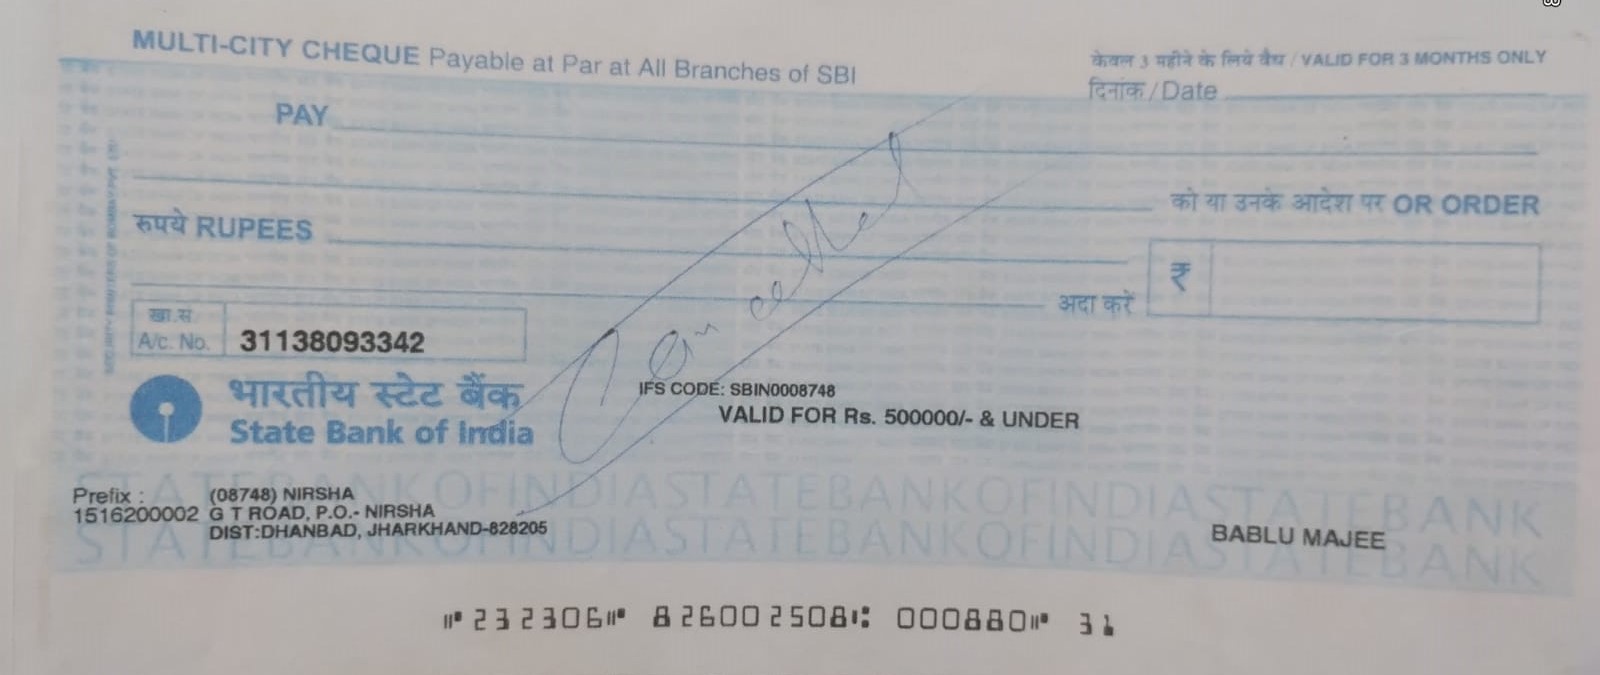 MULTI-CITY CHEQUE Payable at Par at All Branches of SBI
केवल 3 महीने के लिये वैध / VALID FOR 3 MONTHS ONLY
दिनांक / Date
PAY
को या उनके आदेश पर OR ORDER
रुपये RUPEES
अदा करें ₹
खा.सं.
A/c. No. 31138093342
Cancelled
भारतीय स्टेट बैंक
State Bank of India
IFS CODE: SBIN0008748
VALID FOR Rs. 500000/- & UNDER
Prefix : (08748) NIRSHA
1516200002 G T ROAD, P.O.- NIRSHA
DIST:DHANBAD, JHARKHAND-828205
BABLU MAJEE
STATEBANKOFINDIASTATEBANKOFINDIASTATEBANK
STATEBANKOFINDIASTATEBANKOFINDIASTATEBANK
⑈232306⑈ 826002508⑆ 000880⑈ 31